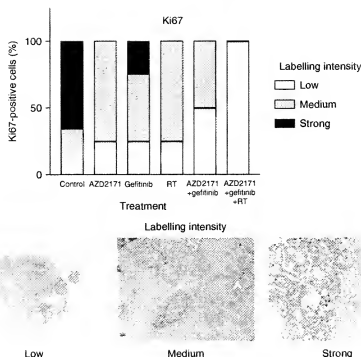 Ki67
Ki67-positive cells (%)
100
50
0
Control AZD2171 Gefitinib RT AZD2171 +gefitinib AZD2171 +gefitinib +RT
Treatment
Labelling intensity
Low
Medium
Strong
Labelling intensity
Low Medium Strong